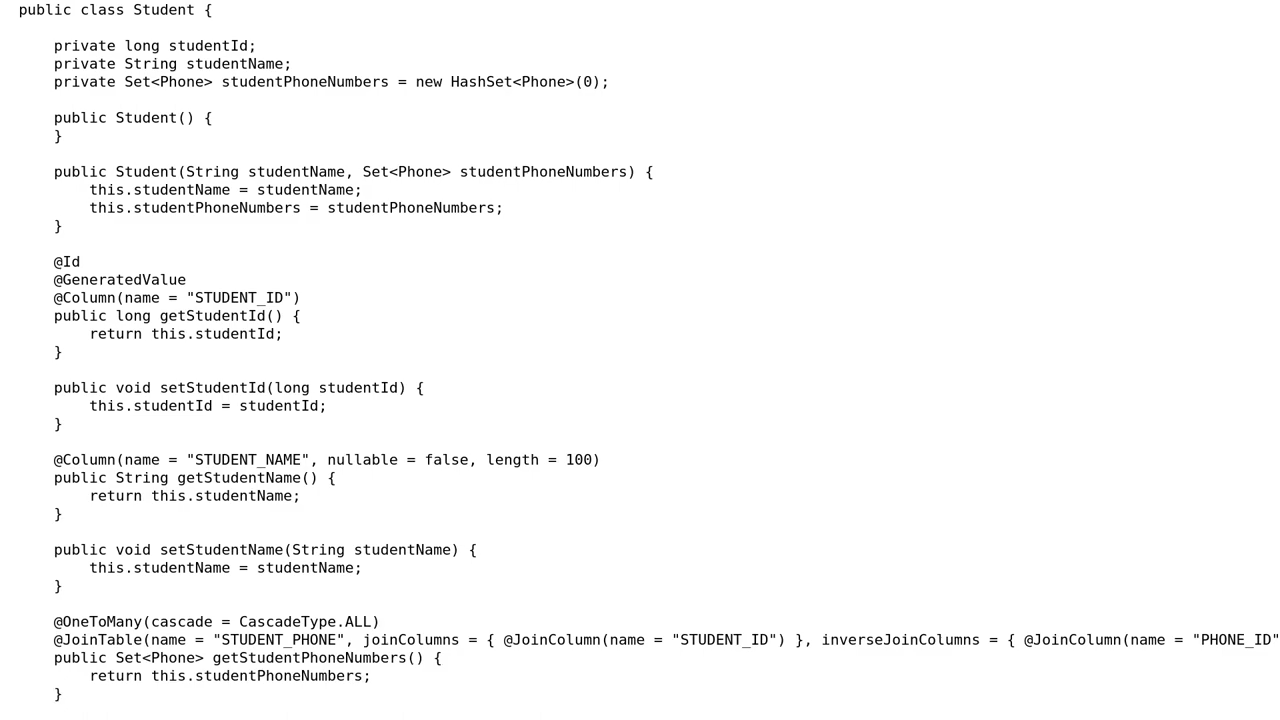 public class Student {
private long studentId;
private String studentName;
private Set<Phone> studentPhoneNumbers = new HashSet<Phone>(0);
public Student() {
}
public Student(String studentName, Set<Phone> studentPhoneNumbers) {
this.studentName = studentName;
this.studentPhoneNumbers = studentPhoneNumbers;
}
@Id
@GeneratedValue
@Column(name = "STUDENT_ID")
public long getStudentId() {
return this.studentId;
}
public void setStudentId(long studentId) {
this.studentId = studentId;
}
@Column(name = "STUDENT_NAME", nullable = false, length = 100)
public String getStudentName() {
return this.studentName;
}
public void setStudentName(String studentName) {
this.studentName = studentName;
}
@OneToMany(cascade = CascadeType.ALL)
@JoinTable(name = "STUDENT_PHONE", joinColumns = { @JoinColumn(name = "STUDENT_ID") }, inverseJoinColumns = { @JoinColumn(name = "PHONE_ID"
public Set<Phone> getStudentPhoneNumbers() {
return this.studentPhoneNumbers;
}